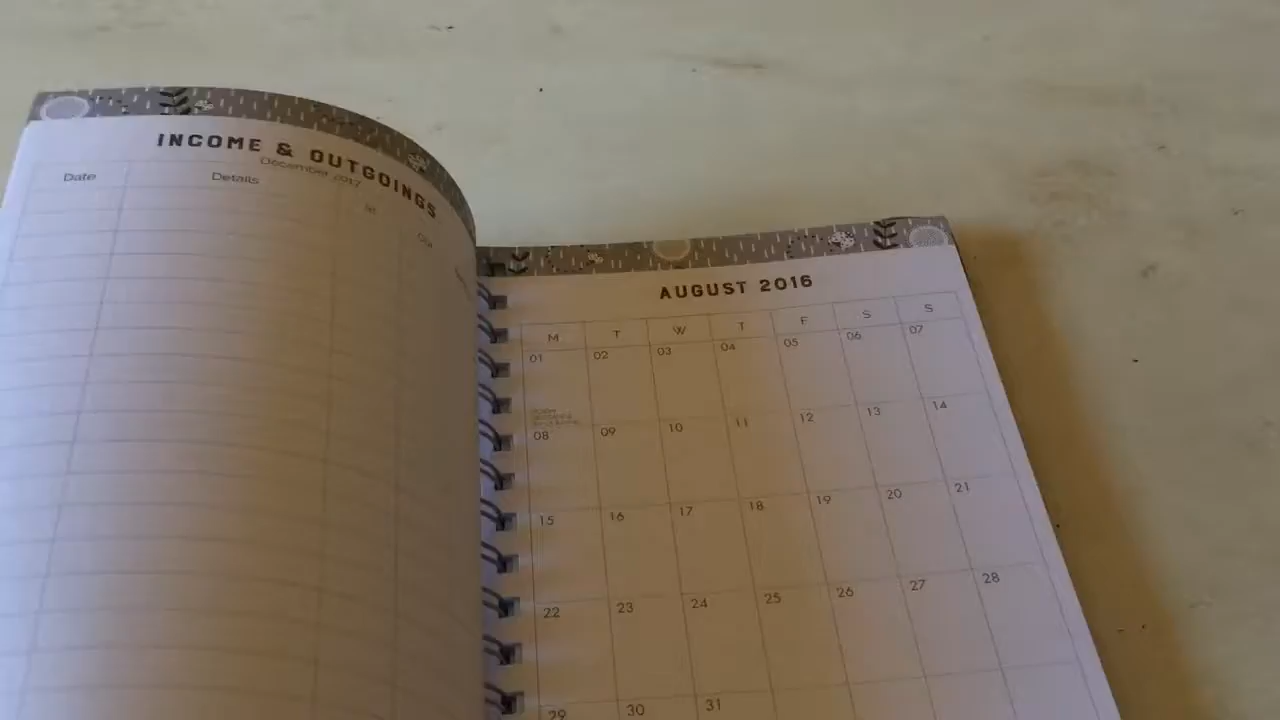 INCOME & OUTGOINGS
December 2017
Date Details In Out
AUGUST 2016
M T W T F S S
01 02 03 04 05 06 07
08 09 10 11 12 13 14
15 16 17 18 19 20 21
22 23 24 25 26 27 28
29 30 31